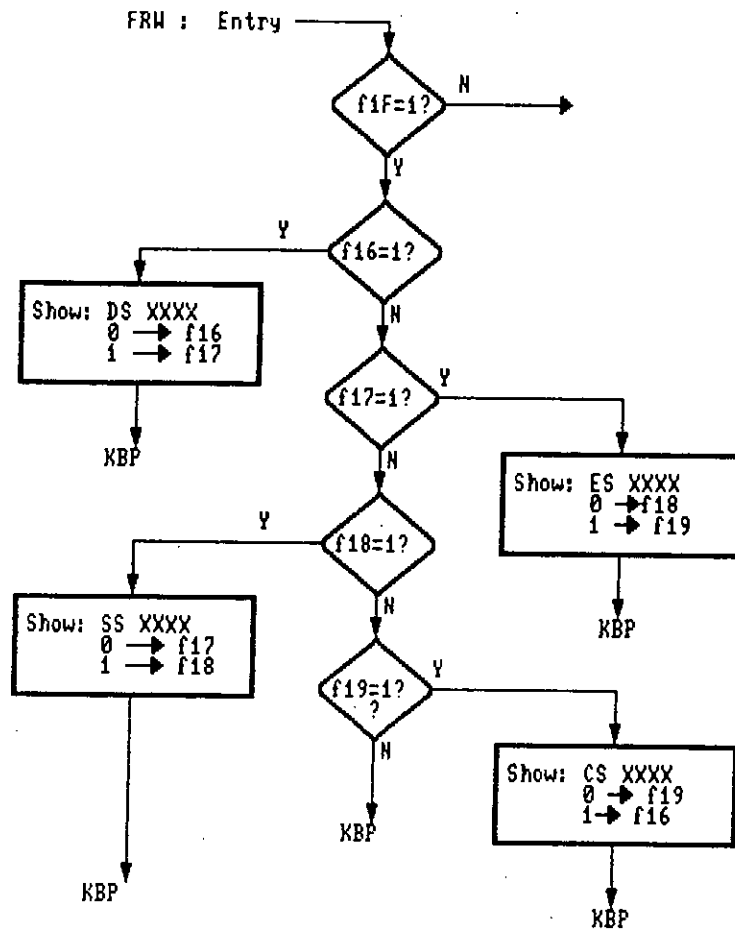 FRW : Entry
f1F=1?
N
Y
f16=1?
Y
N
Show: DS XXXX
0 → f16
1 → f17
KBP
f17=1?
Y
N
Show: ES XXXX
0 → f18
1 → f19
KBP
f18=1?
Y
N
Show: SS XXXX
0 → f17
1 → f18
KBP
f19=1?
?
Y
N
KBP
Show: CS XXXX
0 → f19
1 → f16
KBP